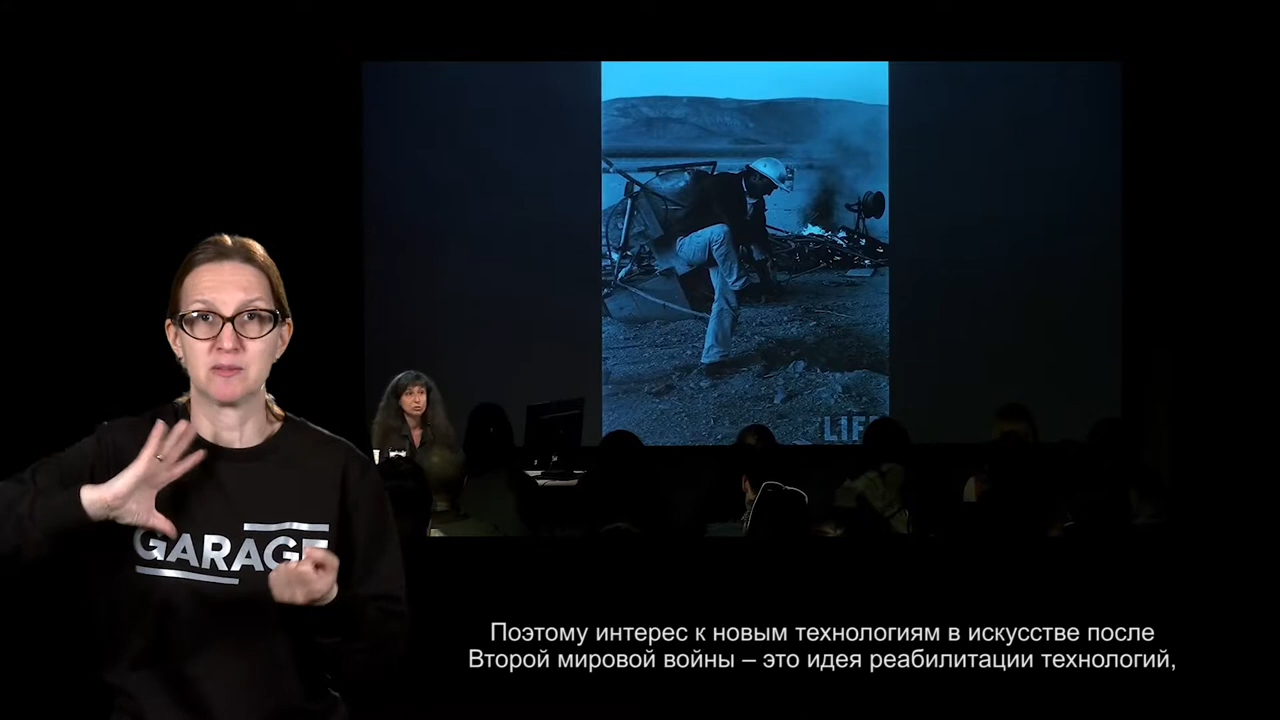 LIFE
GARAGE
Поэтому интерес к новым технологиям в искусстве после
Второй мировой войны – это идея реабилитации технологий,